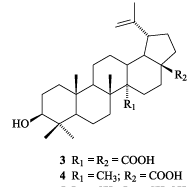 R₂
R₁
HO
3 R₁ = R₂ = COOH
4 R₁ = CH₃; R₂ = COOH